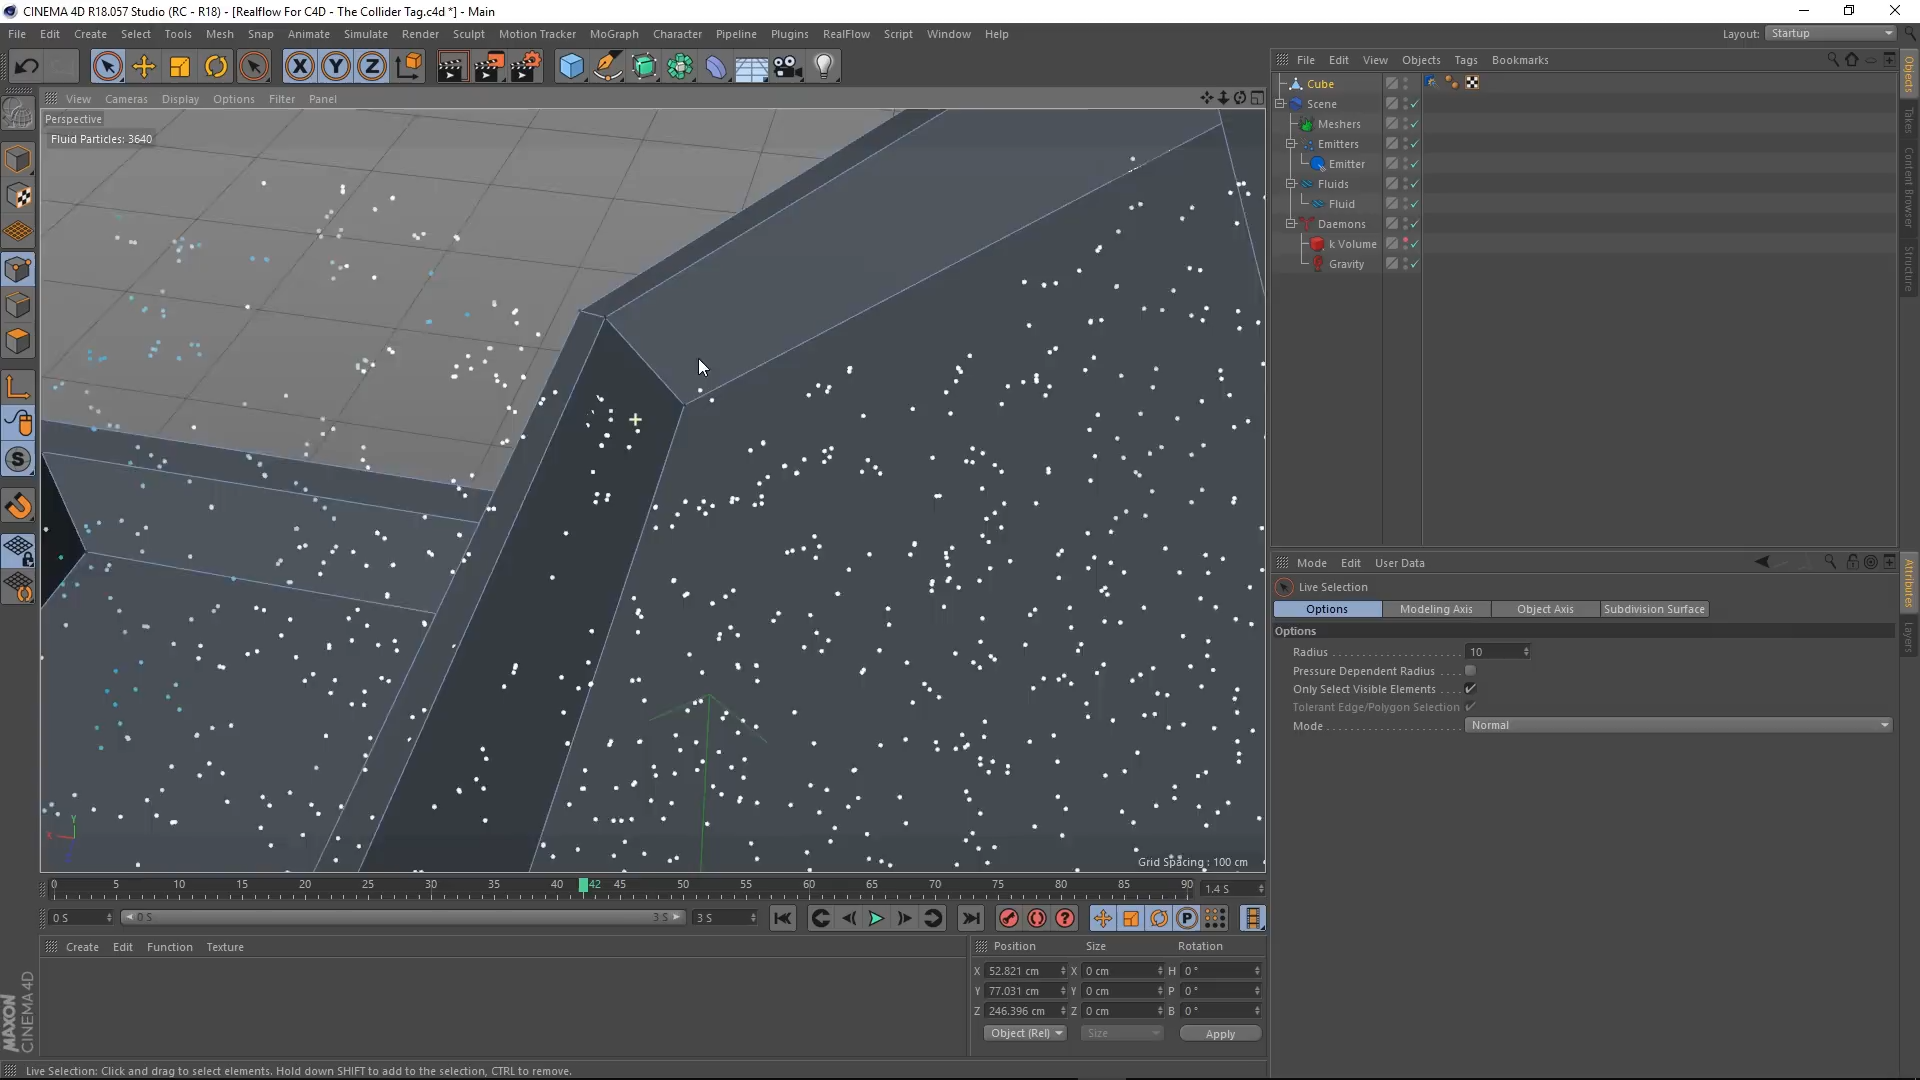 CINEMA 4D R18.057 Studio (RC - R18) - [Realflow For C4D - The Collider Tag.c4d *] - Main
File Edit Create Select Tools Mesh Snap Animate Simulate Render Sculpt Motion Tracker MoGraph Character Pipeline Plugins RealFlow Script Window Help
Layout: Startup
View Cameras Display Options Filter Panel
Perspective
Fluid Particles: 3640
Grid Spacing : 100 cm
File Edit View Objects Tags Bookmarks
Cube
Scene
Meshers
Emitters
Emitter
Fluids
Fluid
Daemons
k Volume
Gravity
Objects
Takes
Content Browser
Structure
Mode Edit User Data
Live Selection
Options Modeling Axis Object Axis Subdivision Surface
Options
Radius 10
Pressure Dependent Radius
Only Select Visible Elements
Tolerant Edge/Polygon Selection
Mode Normal
Attributes
Layers
0 5 10 15 20 25 30 35 40 42 45 50 55 60 65 70 75 80 85 90
1.4 S
0 S 0 S 3 S 3 S
Create Edit Function Texture
Position Size Rotation
X 52.821 cm X 0 cm H 0 °
Y 77.031 cm Y 0 cm P 0 °
Z 246.396 cm Z 0 cm B 0 °
Object (Rel) Size Apply
MAXON
CINEMA 4D
Live Selection: Click and drag to select elements. Hold down SHIFT to add to the selection, CTRL to remove.